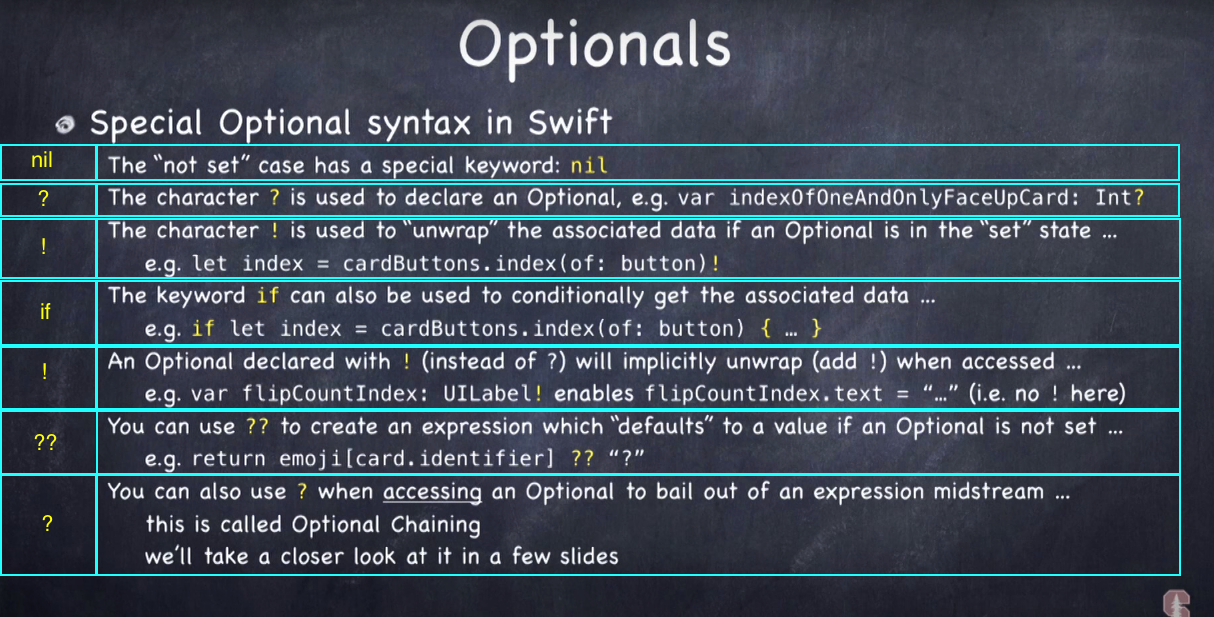 Optionals
Special Optional syntax in Swift
nil
The “not set” case has a special keyword: nil
?
The character ? is used to declare an Optional, e.g. var indexOfOneAndOnlyFaceUpCard: Int?
!
The character ! is used to “unwrap” the associated data if an Optional is in the “set” state …
e.g. let index = cardButtons.index(of: button)!
if
The keyword if can also be used to conditionally get the associated data …
e.g. if let index = cardButtons.index(of: button) { … }
!
An Optional declared with ! (instead of ?) will implicitly unwrap (add !) when accessed …
e.g. var flipCountIndex: UILabel! enables flipCountIndex.text = “…” (i.e. no ! here)
??
You can use ?? to create an expression which “defaults” to a value if an Optional is not set …
e.g. return emoji[card.identifier] ?? “?”
?
You can also use ? when accessing an Optional to bail out of an expression midstream …
this is called Optional Chaining
we’ll take a closer look at it in a few slides